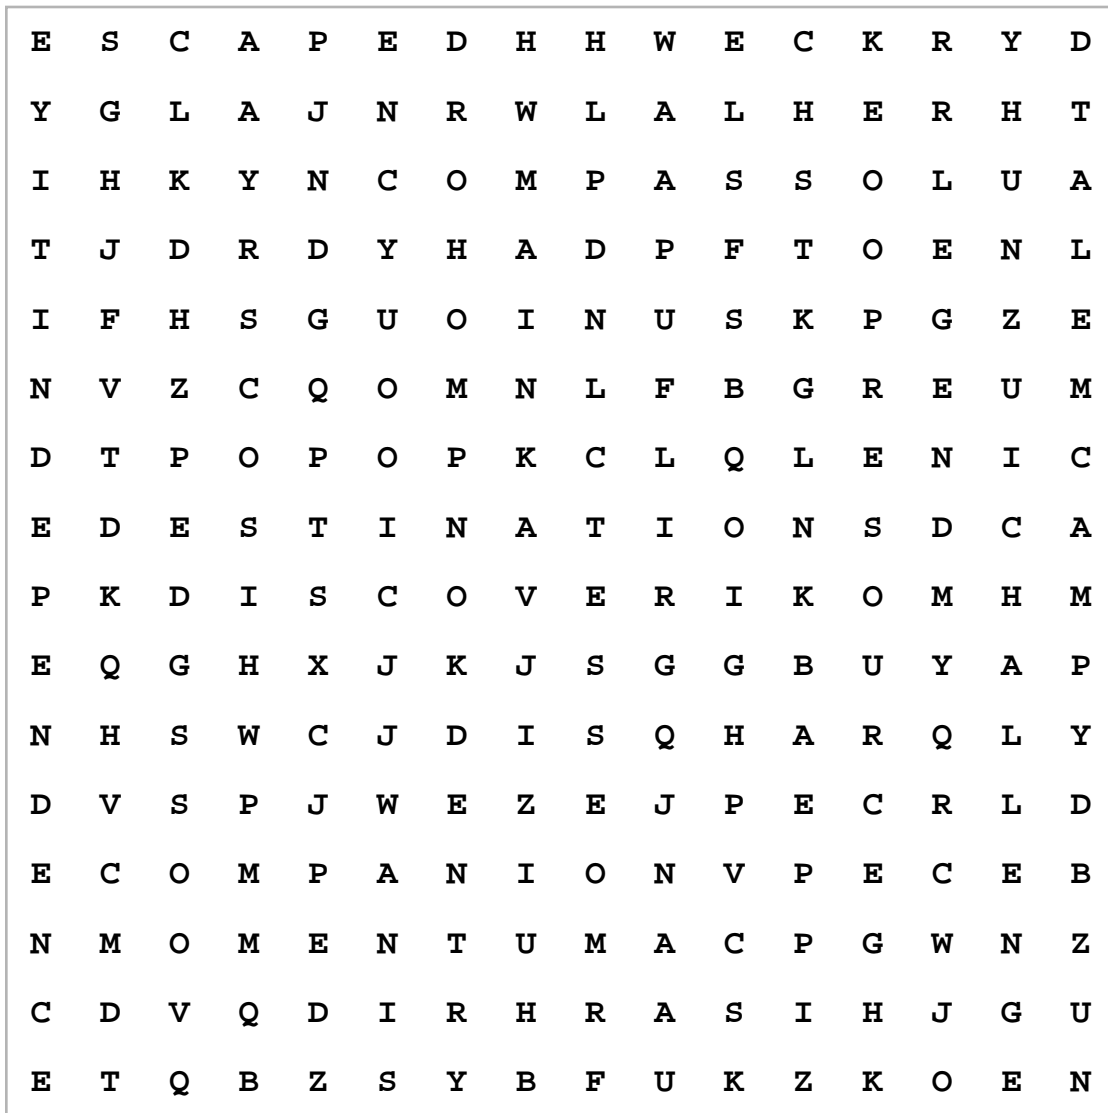 E S C A P E D H H W E C K R Y D
Y G L A J N R W L A L H E R H T
I H K Y N C O M P A S S O L U A
T J D R D Y H A D P F T O E N L
I F H S G U O I N U S K P G Z E
N V Z C Q O M N L F B G R E U M
D T P O P O P K C L Q L E N I C
E D E S T I N A T I O N S D C A
P K D I S C O V E R I K O M H M
E Q G H X J K J S G G B U Y A P
N H S W C J D I S Q H A R Q L Y
D V S P J W E Z E J P E C R L D
E C O M P A N I O N V P E C E B
N M O M E N T U M A C P G W N Z
C D V Q D I R H R A S I H J G U
E T Q B Z S Y B F U K Z K O E N